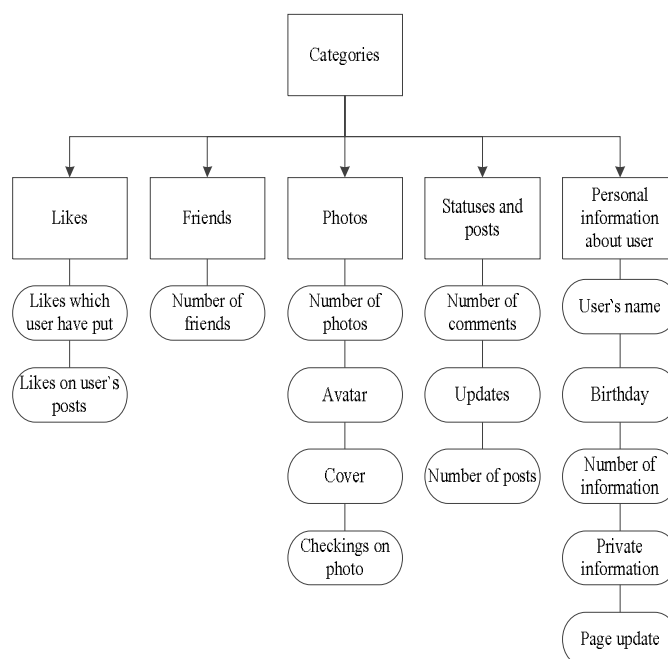 Categories
Likes
Friends
Photos
Statuses and
posts
Personal
information
about user
Likes which
user have put
Likes on user`s
posts
Number of
friends
Number of
photos
Avatar
Cover
Checkings on
photo
Number of
comments
Updates
Number of posts
User`s name
Birthday
Number of
information
Private
information
Page update